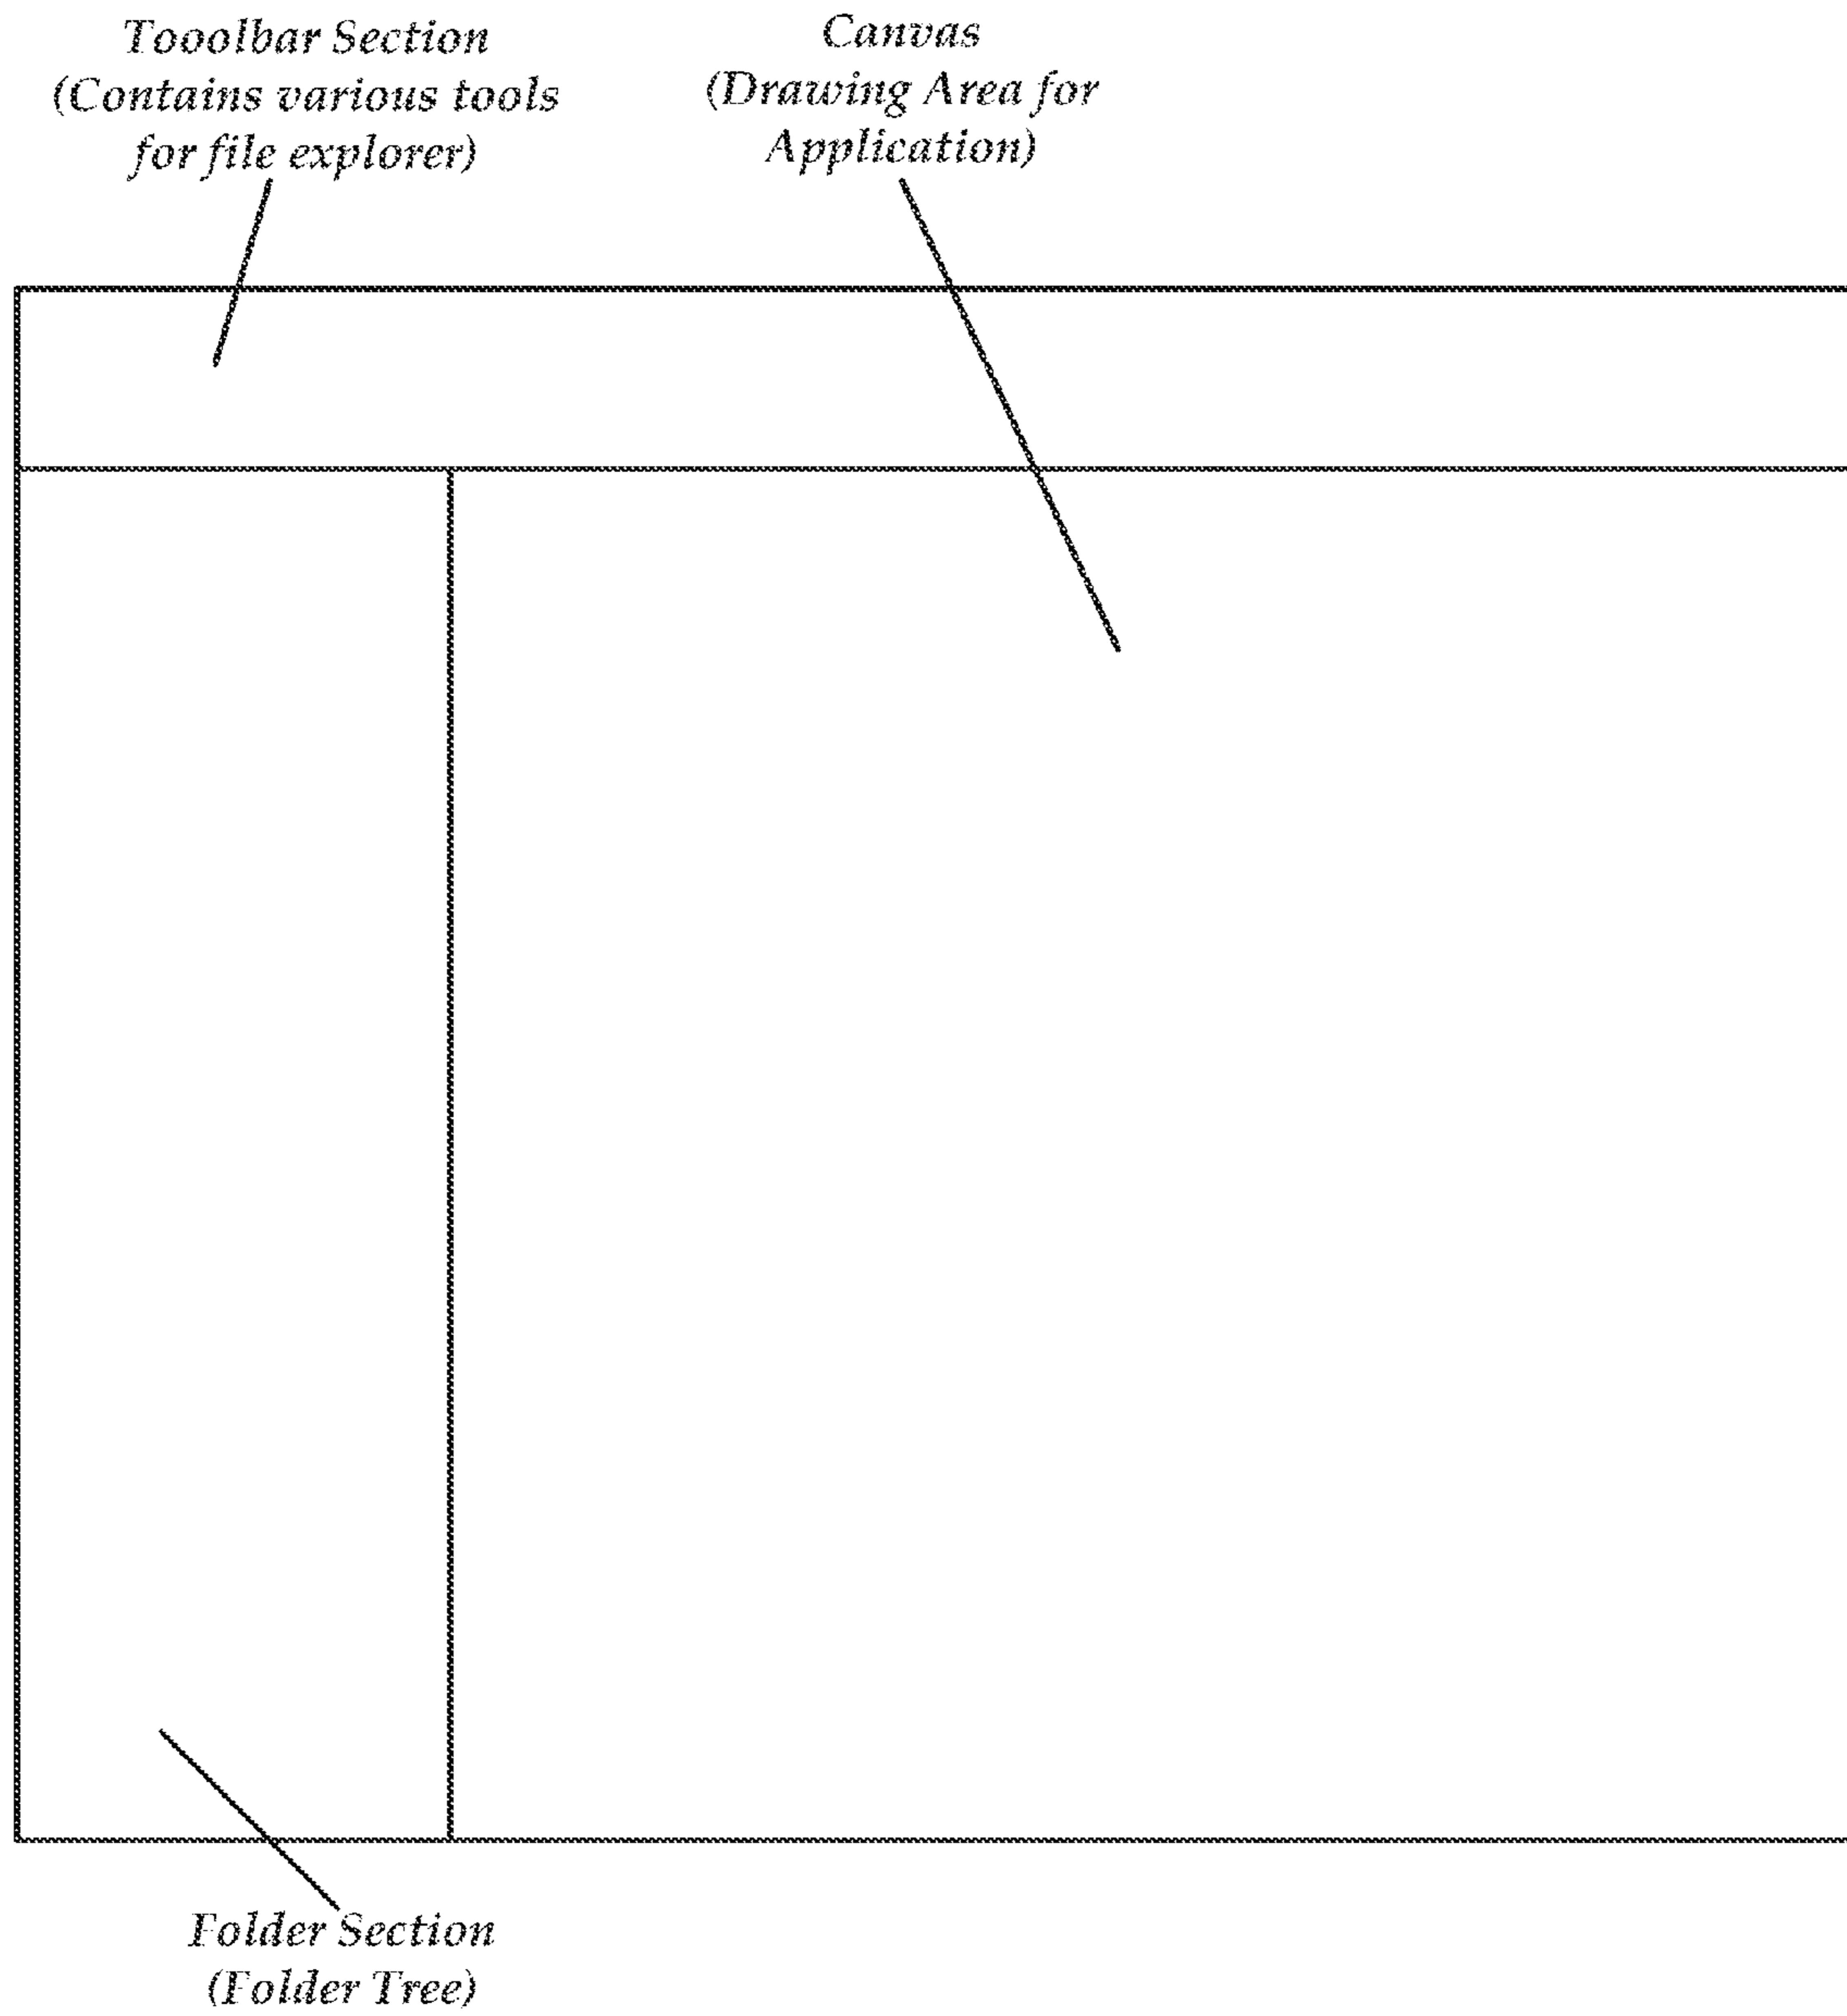 Tooolbar Section
(Contains various tools
for file explorer)
Canvas
(Drawing Area for
Application)
Folder Section
(Folder Tree)